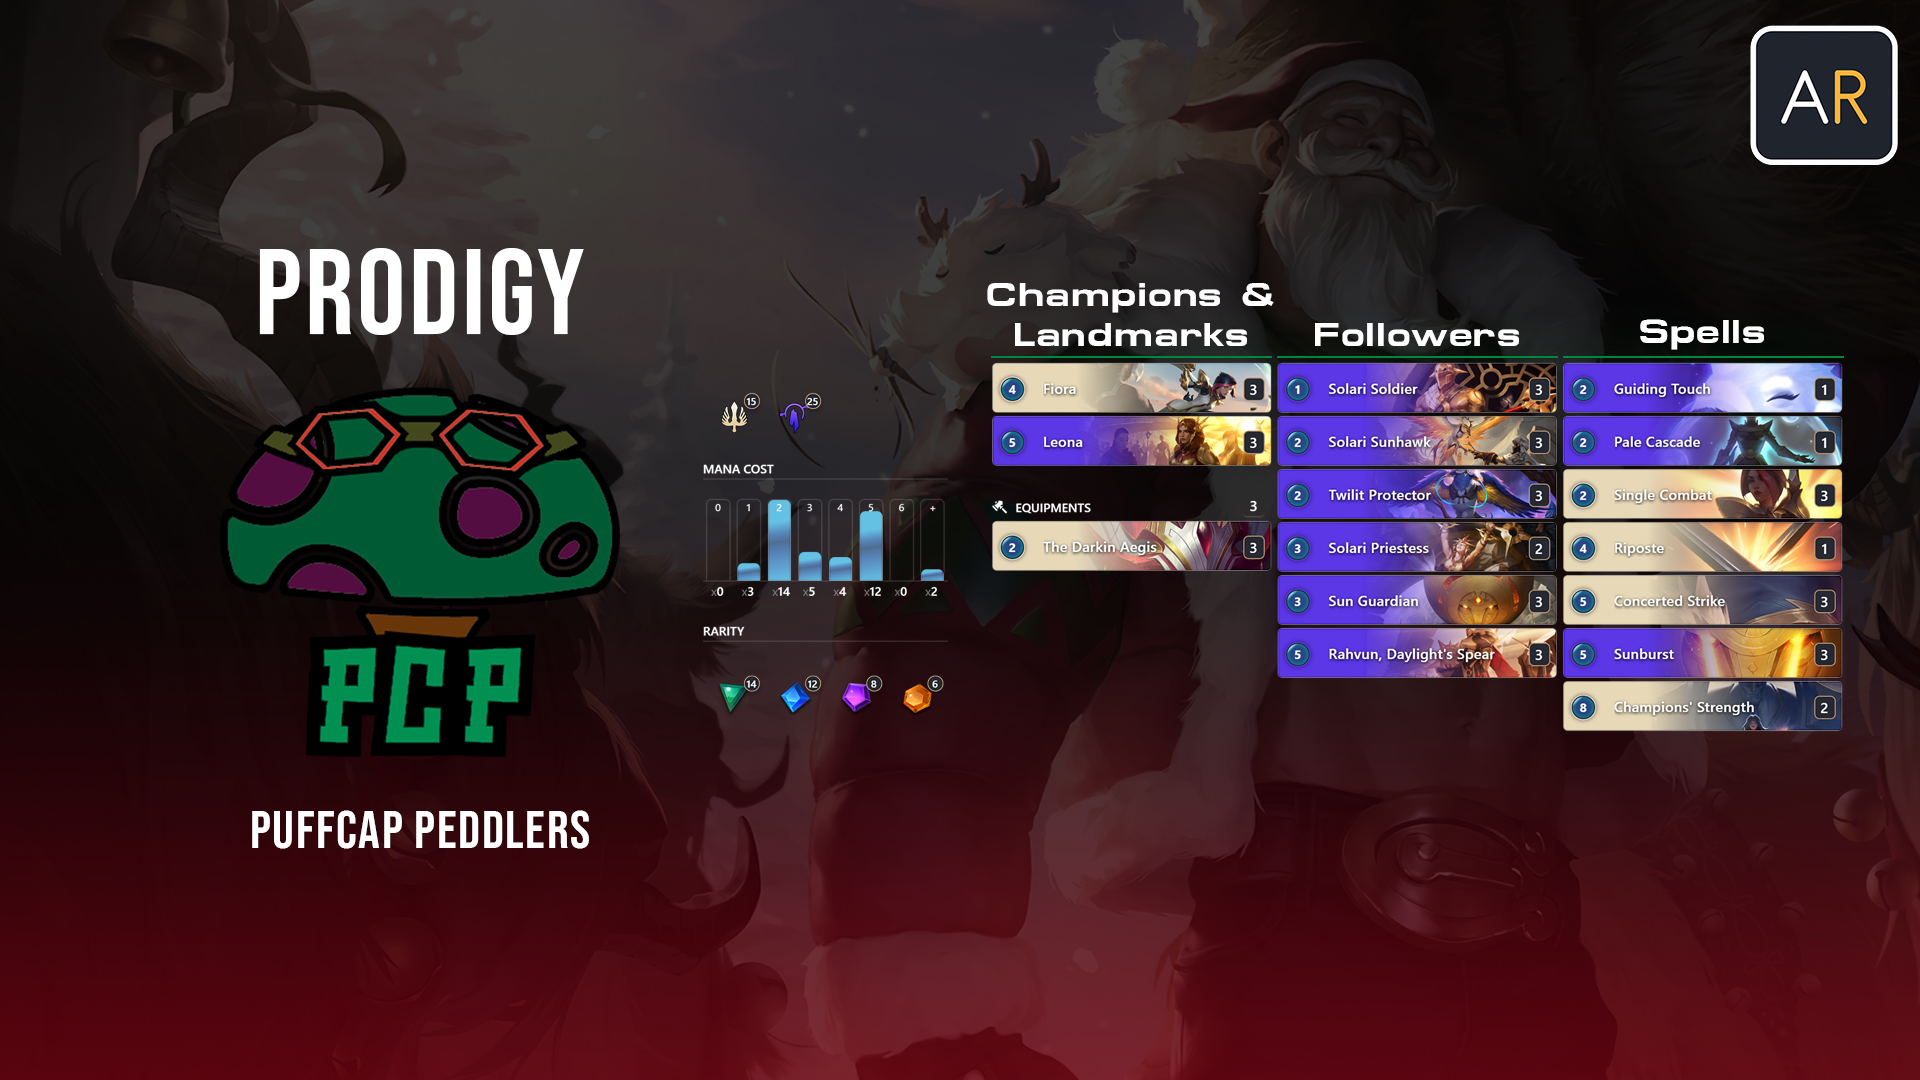 AR
PRODIGY
PCP
PUFFCAP PEDDLERS
15
25
MANA COST
0 1 2 3 4 5 6 +
x0 x3 x14 x5 x4 x12 x0 x2
RARITY
14 12 8 6
Champions &
Landmarks
4 Fiora 3
5 Leona 3
EQUIPMENTS 3
2 The Darkin Aegis 3
Followers
1 Solari Soldier 3
2 Solari Sunhawk 3
2 Twilit Protector 3
3 Solari Priestess 2
3 Sun Guardian 3
5 Rahvun, Daylight's Spear 3
Spells
2 Guiding Touch 1
2 Pale Cascade 1
2 Single Combat 3
4 Riposte 1
5 Concerted Strike 3
5 Sunburst 3
8 Champions' Strength 2